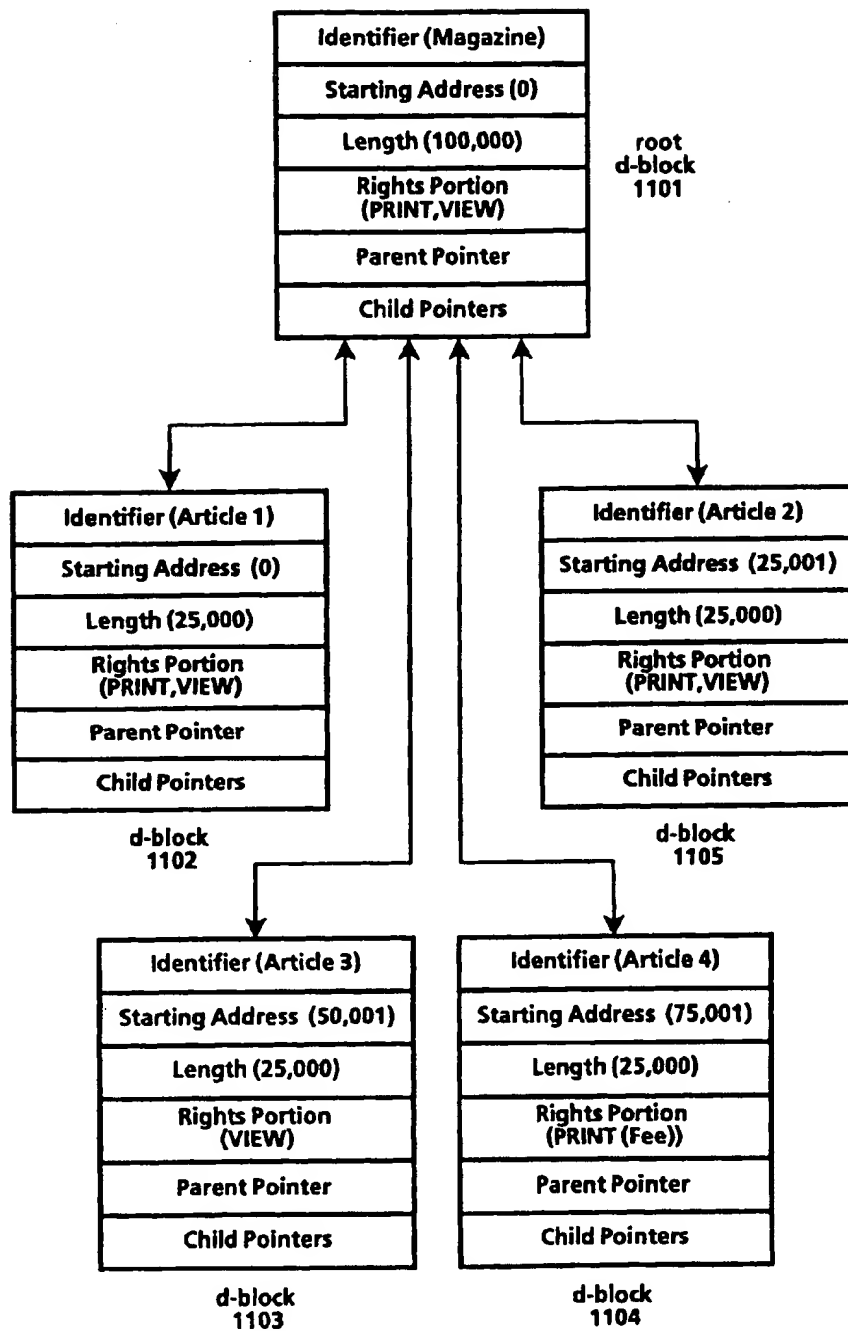 Identifier (Magazine)
Starting Address (0)
Length (100,000)
Rights Portion
(PRINT,VIEW)
Parent Pointer
Child Pointers
root
d-block
1101
Identifier (Article 1)
Starting Address (0)
Length (25,000)
Rights Portion
(PRINT,VIEW)
Parent Pointer
Child Pointers
d-block
1102
Identifier (Article 2)
Starting Address (25,001)
Length (25,000)
Rights Portion
(PRINT,VIEW)
Parent Pointer
Child Pointers
d-block
1105
Identifier (Article 3)
Starting Address (50,001)
Length (25,000)
Rights Portion
(VIEW)
Parent Pointer
Child Pointers
d-block
1103
Identifier (Article 4)
Starting Address (75,001)
Length (25,000)
Rights Portion
(PRINT (Fee))
Parent Pointer
Child Pointers
d-block
1104